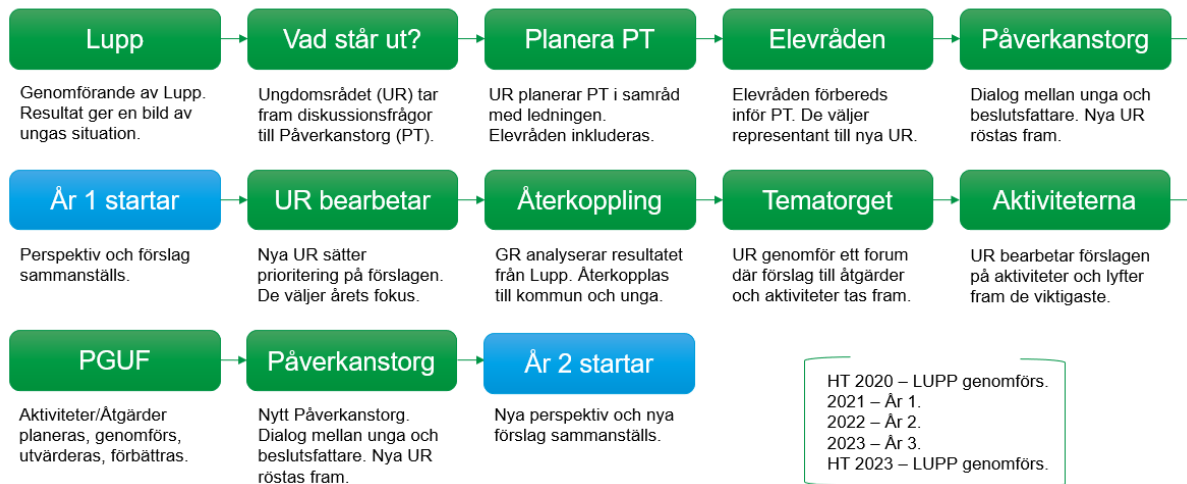 Lupp
Genomförande av Lupp.
Resultat ger en bild av
ungas situation.
Vad står ut?
Ungdomsrådet (UR) tar
fram diskussionsfrågor
till Påverkanstorg (PT).
Planera PT
UR planerar PT i samråd
med ledningen.
Elevråden inkluderas.
Elevråden
Elevråden förbereds
inför PT. De väljer
representant till nya UR.
Påverkanstorg
Dialog mellan unga och
beslutsfattare. Nya UR
röstas fram.
År 1 startar
Perspektiv och förslag
sammanställs.
UR bearbetar
Nya UR sätter
prioritering på förslagen.
De väljer årets fokus.
Återkoppling
GR analyserar resultatet
från Lupp. Återkopplas
till kommun och unga.
Tematorget
UR genomför ett forum
där förslag till åtgärder
och aktiviteter tas fram.
Aktiviteterna
UR bearbetar förslagen
på aktiviteter och lyfter
fram de viktigaste.
PGUF
Aktiviteter/Åtgärder
planeras, genomförs,
utvärderas, förbättras.
Påverkanstorg
Nytt Påverkanstorg.
Dialog mellan unga och
beslutsfattare. Nya UR
röstas fram.
År 2 startar
Nya perspektiv och nya
förslag sammanställs.
HT 2020 – LUPP genomförs.
2021 – År 1.
2022 – År 2.
2023 – År 3.
HT 2023 – LUPP genomförs.